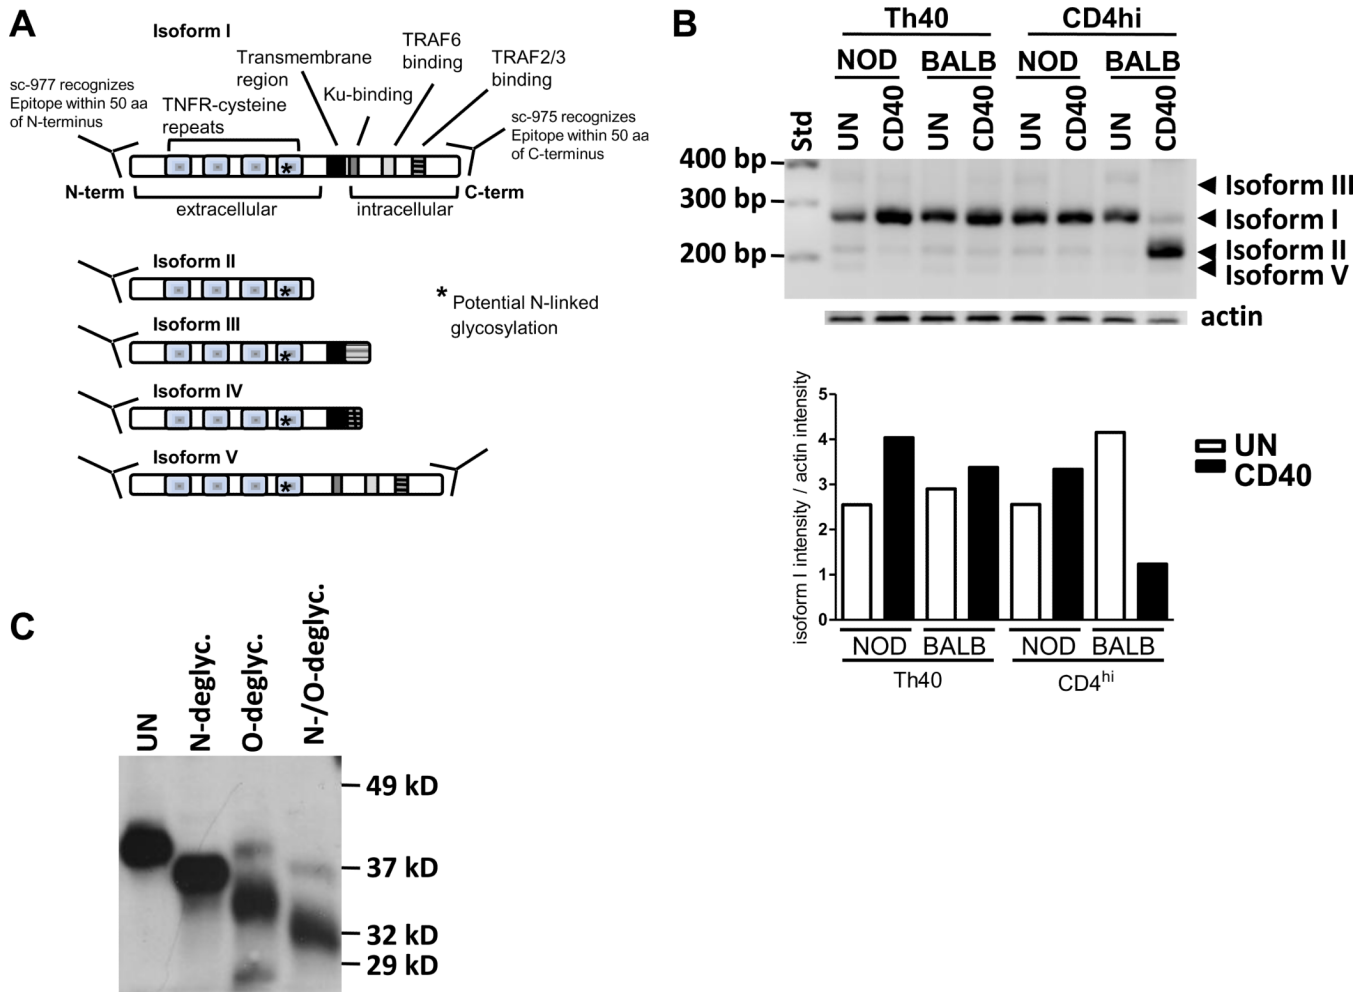 A
Isoform I
sc-977 recognizes
Epitope within 50 aa
of N-terminus
TNFR-cysteine
repeats
Transmembrane
region
Ku-binding
TRAF6
binding
TRAF2/3
binding
sc-975 recognizes
Epitope within 50 aa
of C-terminus
*
N-term
C-term
extracellular
intracellular
Isoform II
*
* Potential N-linked
glycosylation
Isoform III
*
Isoform IV
*
Isoform V
*
B
Th40 CD4hi
NOD BALB NOD BALB
Std UN CD40 UN CD40 UN CD40 UN CD40
400 bp
300 bp
200 bp
Isoform III
Isoform I
Isoform II
Isoform V
actin
isoform I intensity / actin intensity
5
4
3
2
1
0
UN
CD40
NOD BALB NOD BALB
Th40 CD4hi
C
UN N-deglyc. O-deglyc. N-/O-deglyc.
49 kD
37 kD
32 kD
29 kD